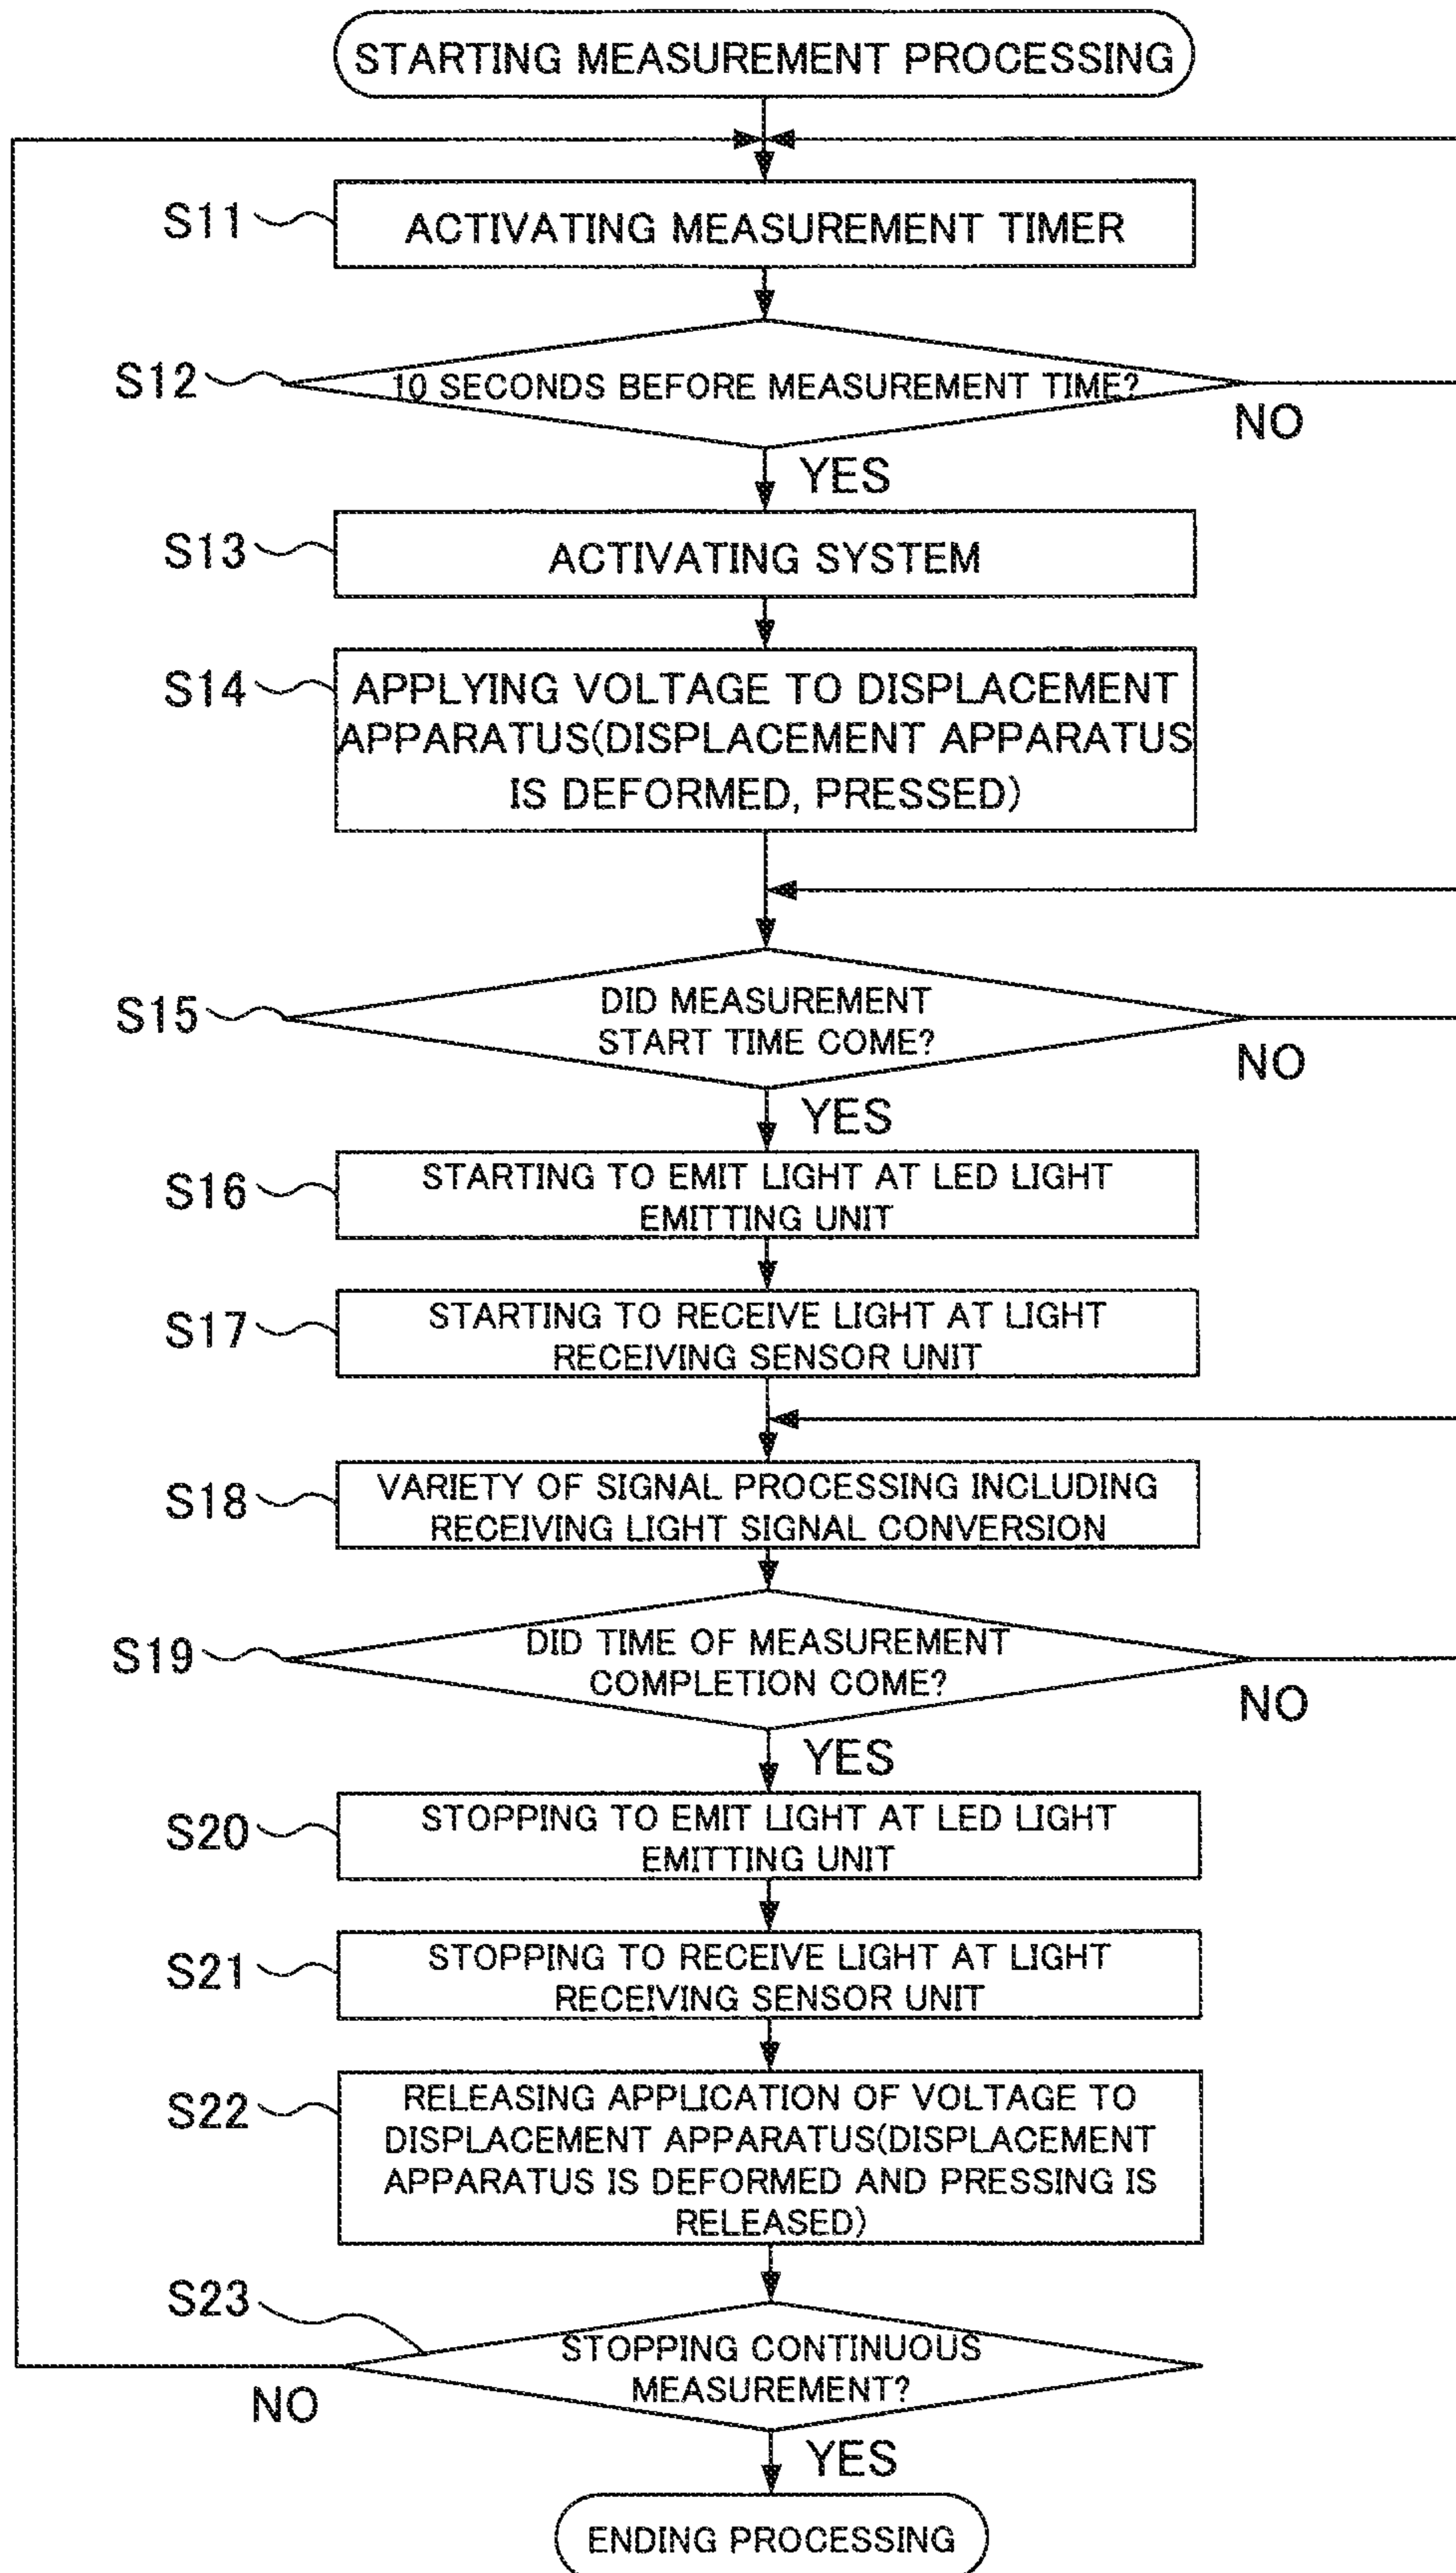 STARTING MEASUREMENT PROCESSING
S11
ACTIVATING MEASUREMENT TIMER
S12
10 SECONDS BEFORE MEASUREMENT TIME?
NO
YES
S13
ACTIVATING SYSTEM
S14
APPLYING VOLTAGE TO DISPLACEMENT
APPARATUS(DISPLACEMENT APPARATUS
IS DEFORMED, PRESSED)
S15
DID MEASUREMENT
START TIME COME?
NO
YES
S16
STARTING TO EMIT LIGHT AT LED LIGHT
EMITTING UNIT
S17
STARTING TO RECEIVE LIGHT AT LIGHT
RECEIVING SENSOR UNIT
S18
VARIETY OF SIGNAL PROCESSING INCLUDING
RECEIVING LIGHT SIGNAL CONVERSION
S19
DID TIME OF MEASUREMENT
COMPLETION COME?
NO
YES
S20
STOPPING TO EMIT LIGHT AT LED LIGHT
EMITTING UNIT
S21
STOPPING TO RECEIVE LIGHT AT LIGHT
RECEIVING SENSOR UNIT
S22
RELEASING APPLICATION OF VOLTAGE TO
DISPLACEMENT APPARATUS(DISPLACEMENT
APPARATUS IS DEFORMED AND PRESSING IS
RELEASED)
S23
STOPPING CONTINUOUS
MEASUREMENT?
NO
YES
ENDING PROCESSING